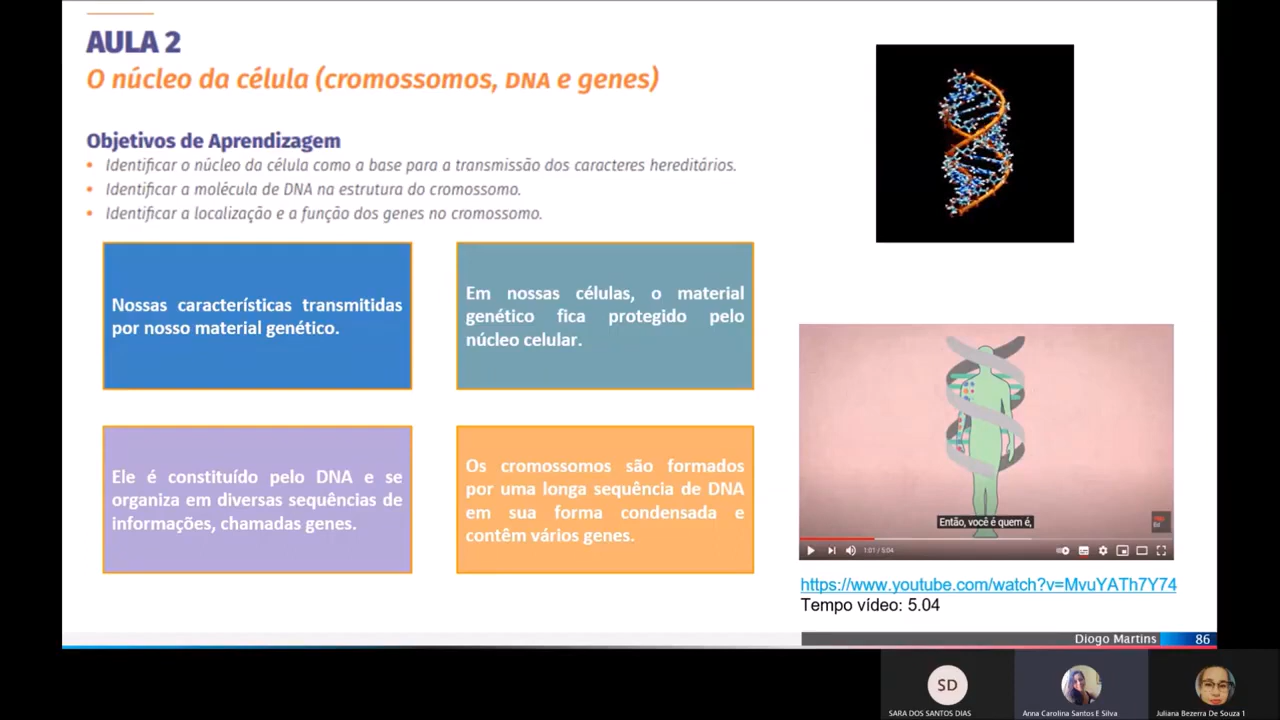 AULA 2
O núcleo da célula (cromossomos, DNA e genes)
Objetivos de Aprendizagem
• Identificar o núcleo da célula como a base para a transmissão dos caracteres hereditários.
• Identificar a molécula de DNA na estrutura do cromossomo.
• Identificar a localização e a função dos genes no cromossomo.
Nossas características transmitidas
por nosso material genético.
Em nossas células, o material
genético fica protegido pelo
núcleo celular.
Ele é constituído pelo DNA e se
organiza em diversas sequências de
informações, chamadas genes.
Os cromossomos são formados
por uma longa sequência de DNA
em sua forma condensada e
contêm vários genes.
Então, você é quem é,
1:01 / 5:04
https://www.youtube.com/watch?v=MvuYATh7Y74
Tempo vídeo: 5.04
Diogo Martins 86
SD
SARA DOS SANTOS DIAS
Anna Carolina Santos E Silva
Juliana Bezerra De Souza 1